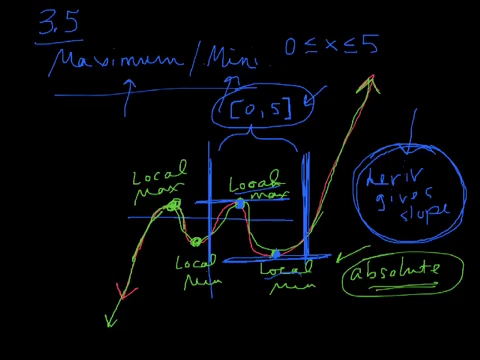 3.5
Maximum / Mini
0 ≤ x ≤ 5
[0,5]
Local
Max
Local
max
deriv
gives
slope
Local
Min
Local
Min
absolute